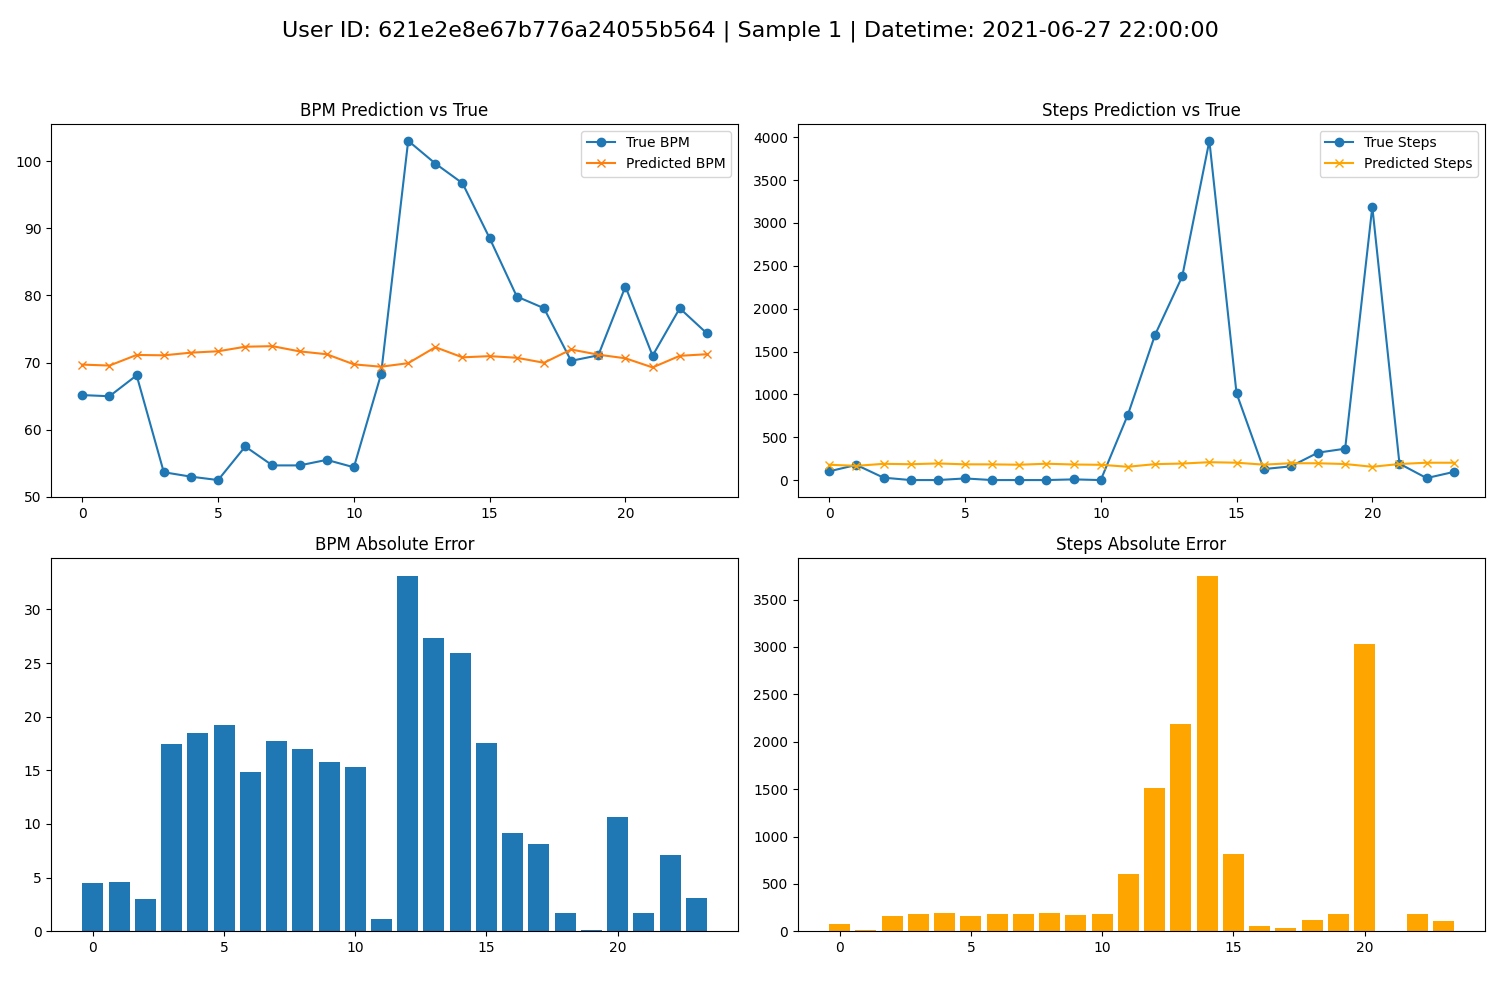 User ID: 621e2e8e67b776a24055b564 | Sample 1 | Datetime: 2021-06-27 22:00:00
BPM Prediction vs True
True BPM
Predicted BPM
100
90
80
70
60
50
0 5 10 15 20
Steps Prediction vs True
True Steps
Predicted Steps
4000
3500
3000
2500
2000
1500
1000
500
0
0 5 10 15 20
BPM Absolute Error
30
25
20
15
10
5
0
0 5 10 15 20
Steps Absolute Error
3500
3000
2500
2000
1500
1000
500
0
0 5 10 15 20